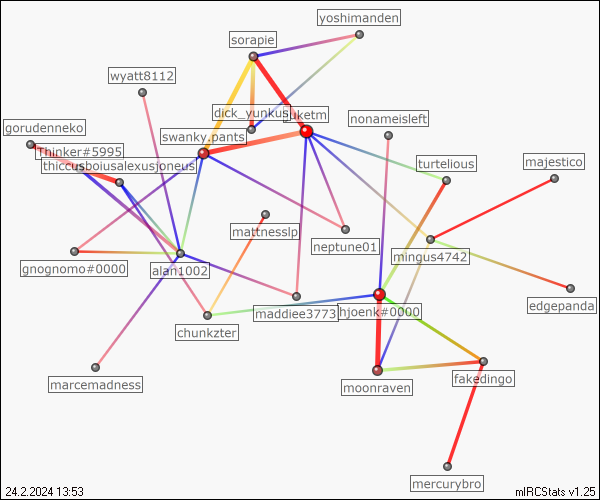 yoshimanden
sorapie
wyatt8112
dick_yunkus
suketm
nonameisleft
gorudenneko
swanky.pants
Thinker#5995
thiccusboiusalexusjoneus
turtelious
majestico
mattnesslp
neptune01
mingus4742
gnognomo#0000
alan1002
edgepanda
chunkzter
maddiee3773
hjoenk#0000
marcemadness
moonraven
fakedingo
mercurybro
24.2.2024 13:53
mIRCStats v1.25